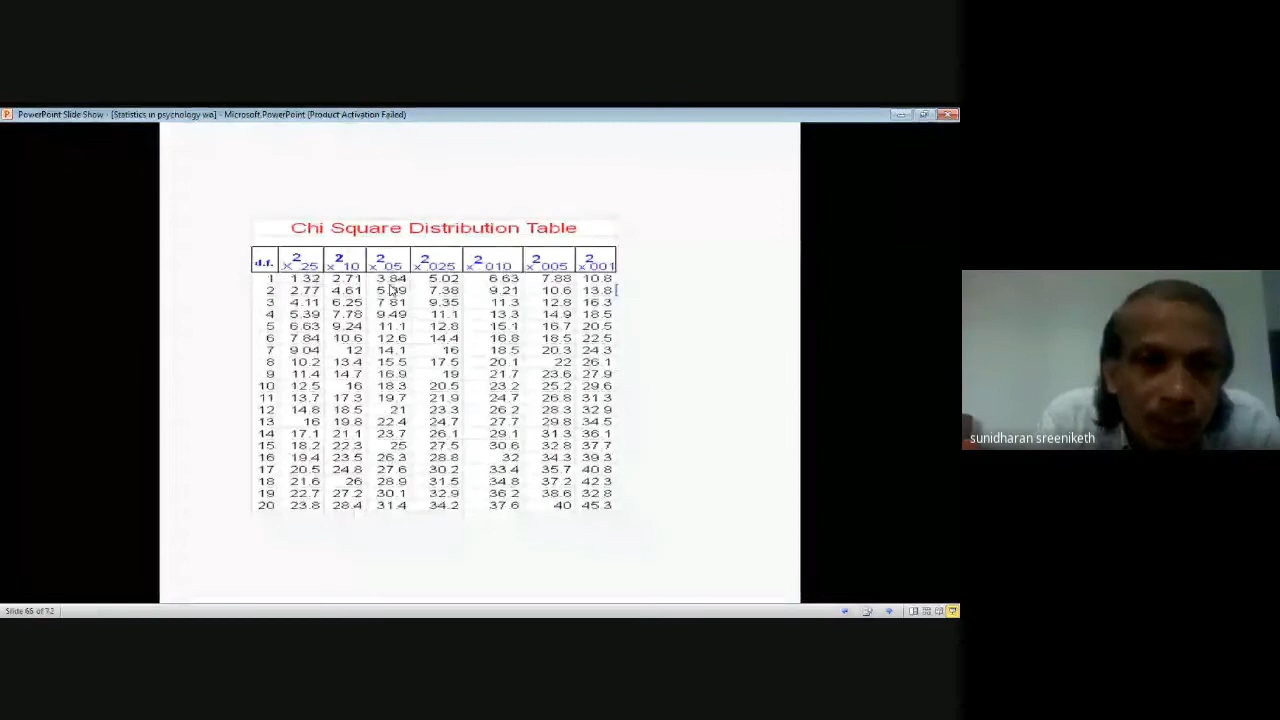 PowerPoint Slide Show - [Statistics in psychology wo] - Microsoft PowerPoint (Product Activation Failed)
Chi Square Distribution Table
d.f. x² .25 x² .10 x² .05 x² .025 x² .010 x² .005 x² .001
1 1.32 2.71 3.84 5.02 6.63 7.88 10.8
2 2.77 4.61 7.38 9.21 10.6 13.8
3 4.11 6.25 7.81 9.35 11.3 12.8 16.3
4 5.39 7.78 9.49 11.1 13.3 14.9 18.5
5 6.63 9.24 11.1 12.8 15.1 16.7 20.5
6 7.84 10.6 12.6 14.4 16.8 18.5 22.5
7 9.04 12 14.1 16 18.5 20.3 24.3
8 10.2 13.4 15.5 17.5 20.1 22 26.1
9 11.4 14.7 16.9 19 21.7 23.6 27.9
10 12.5 16 18.3 20.5 23.2 25.2 29.6
11 13.7 17.3 19.7 21.9 24.7 26.8 31.3
12 14.8 18.5 21 23.3 26.2 28.3 32.9
13 16 19.8 22.4 24.7 27.7 29.8 34.5
14 17.1 21.1 23.7 26.1 29.1 31.3 36.1
15 18.2 22.3 25 27.5 30.6 32.8 37.7
16 19.4 23.5 26.3 28.8 32 34.3 39.3
17 20.5 24.8 27.6 30.2 33.4 35.7 40.8
18 21.6 26 28.9 31.5 34.8 37.2 42.3
19 22.7 27.2 30.1 32.9 36.2 38.6 32.8
20 23.8 28.4 31.4 34.2 37.6 40 45.3
sunidharan sreeniketh
Slide 66 of 72